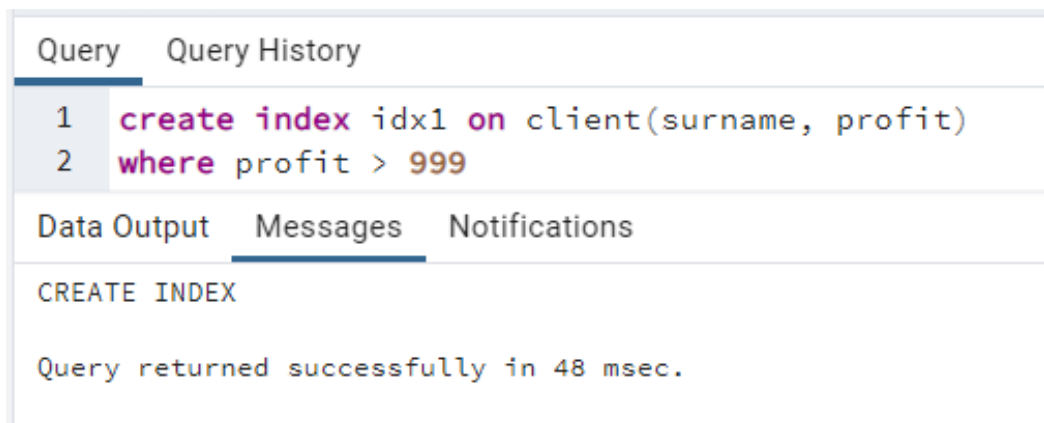 Query Query History
1 create index idx1 on client(surname, profit)
2 where profit > 999
Data Output Messages Notifications
CREATE INDEX
Query returned successfully in 48 msec.